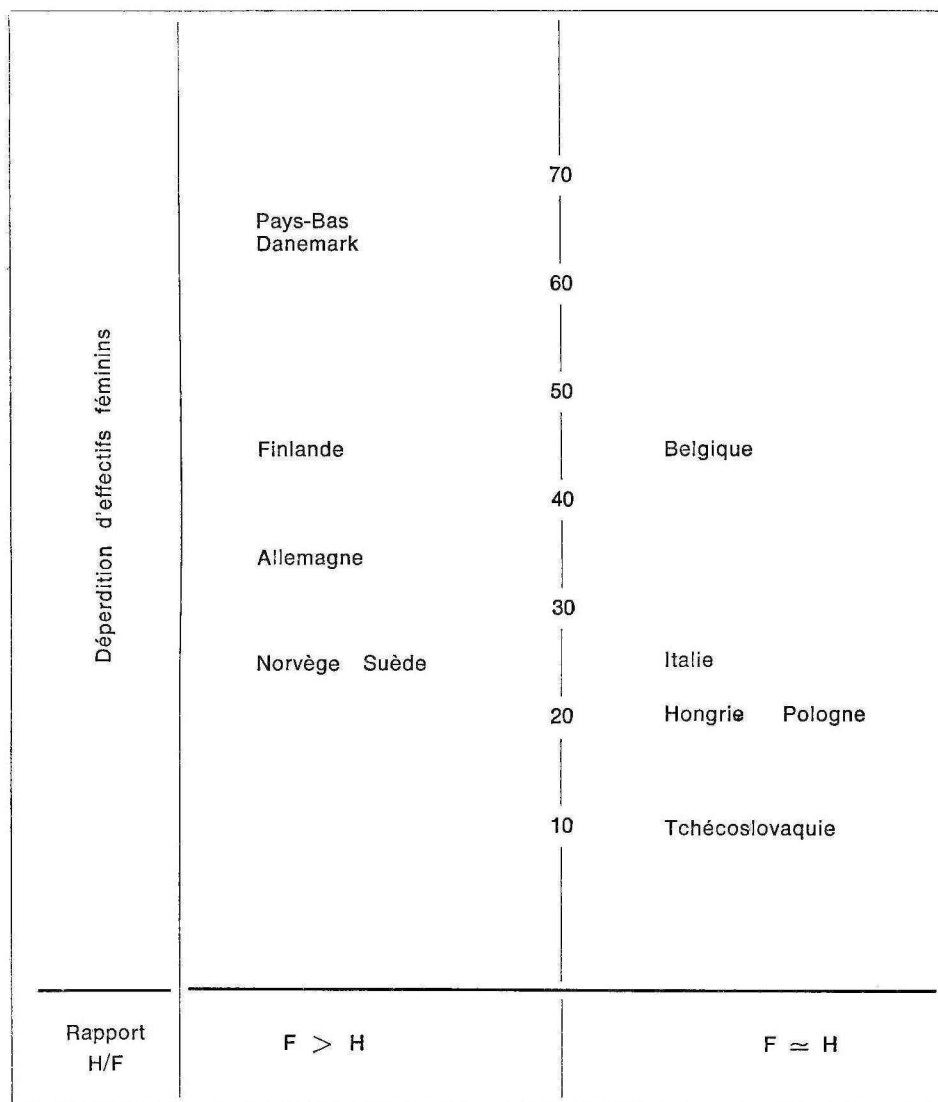 70
Pays-Bas
Danemark
60
Déperdition d'effectifs féminins
50
Finlande Belgique
40
Allemagne
30
Norvège Suède Italie
20 Hongrie Pologne
10 Tchécoslovaquie
Rapport
H/F
F > H F ≃ H